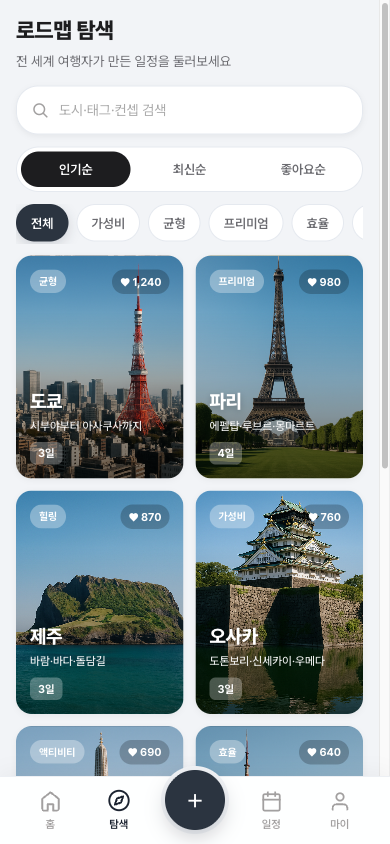 로드맵 탐색
전 세계 여행자가 만든 일정을 둘러보세요
도시·태그·컨셉 검색
인기순 최신순 좋아요순
전체 가성비 균형 프리미엄 효율
균형 ♥ 1,240
도쿄
시부야부터 아사쿠사까지
3일
프리미엄 ♥ 980
파리
에펠탑·루브르·몽마르트
4일
힐링 ♥ 870
제주
바람·바다·돌담길
3일
가성비 ♥ 760
오사카
도톤보리·신세카이·우메다
3일
액티비티 ♥ 690
효율 ♥ 640
홈 탐색 + 일정 마이